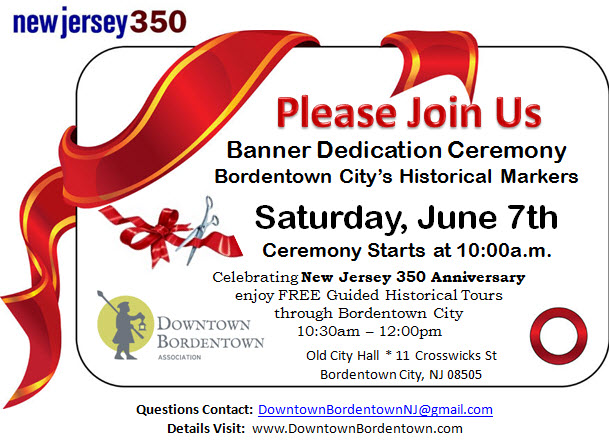 newjersey350
Please Join Us
Banner Dedication Ceremony
Bordentown City's Historical Markers
Saturday, June 7th
Ceremony Starts at 10:00a.m.
Celebrating New Jersey 350 Anniversary
enjoy FREE Guided Historical Tours
through Bordentown City
10:30am – 12:00pm
DOWNTOWN
BORDENTOWN
ASSOCIATION
Old City Hall * 11 Crosswicks St
Bordentown City, NJ 08505
Questions Contact: DowntownBordentownNJ@gmail.com
Details Visit: www.DowntownBordentown.com